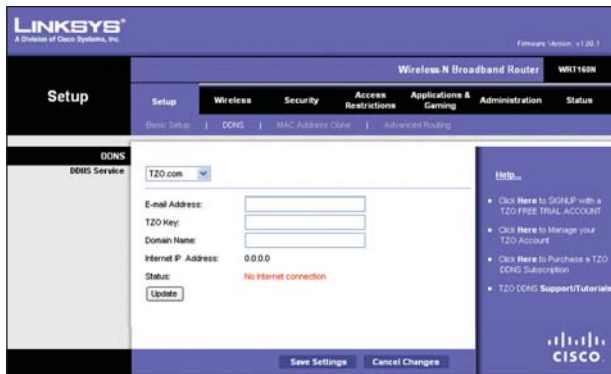 LINKSYS®
A Division of Cisco Systems, Inc.
Firmware Version: v1.00.1
Wireless-N Broadband Router WRT160N
Setup
Setup Wireless Security Access Restrictions Applications & Gaming Administration Status
Basic Setup | DDNS | MAC Address Clone | Advanced Routing
DDNS
DDNS Service
TZO.com
E-mail Address:
TZO Key:
Domain Name:
Internet IP Address: 0.0.0.0
Status: No Internet connection
Update
Help...
Click Here to SIGNUP with a
TZO FREE TRIAL ACCOUNT
Click Here to Manage your
TZO Account
Click Here to Purchase a TZO
DDNS Subscription
TZO DDNS Support/Tutorials
Save Settings Cancel Changes
CISCO.